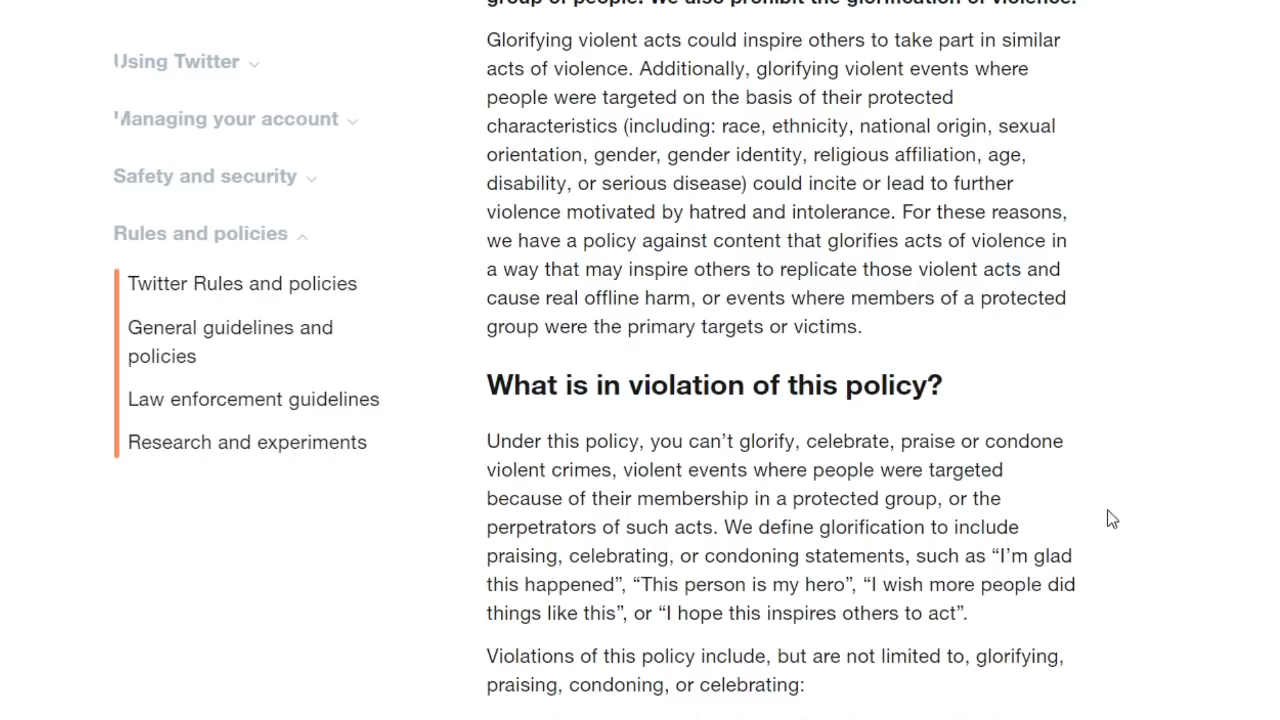 group of people. We also prohibit the glorification of violence.
Using Twitter
Managing your account
Safety and security
Rules and policies
Twitter Rules and policies
General guidelines and
policies
Law enforcement guidelines
Research and experiments
Glorifying violent acts could inspire others to take part in similar
acts of violence. Additionally, glorifying violent events where
people were targeted on the basis of their protected
characteristics (including: race, ethnicity, national origin, sexual
orientation, gender, gender identity, religious affiliation, age,
disability, or serious disease) could incite or lead to further
violence motivated by hatred and intolerance. For these reasons,
we have a policy against content that glorifies acts of violence in
a way that may inspire others to replicate those violent acts and
cause real offline harm, or events where members of a protected
group were the primary targets or victims.
What is in violation of this policy?
Under this policy, you can’t glorify, celebrate, praise or condone
violent crimes, violent events where people were targeted
because of their membership in a protected group, or the
perpetrators of such acts. We define glorification to include
praising, celebrating, or condoning statements, such as “I’m glad
this happened”, “This person is my hero”, “I wish more people did
things like this”, or “I hope this inspires others to act”.
Violations of this policy include, but are not limited to, glorifying,
praising, condoning, or celebrating: